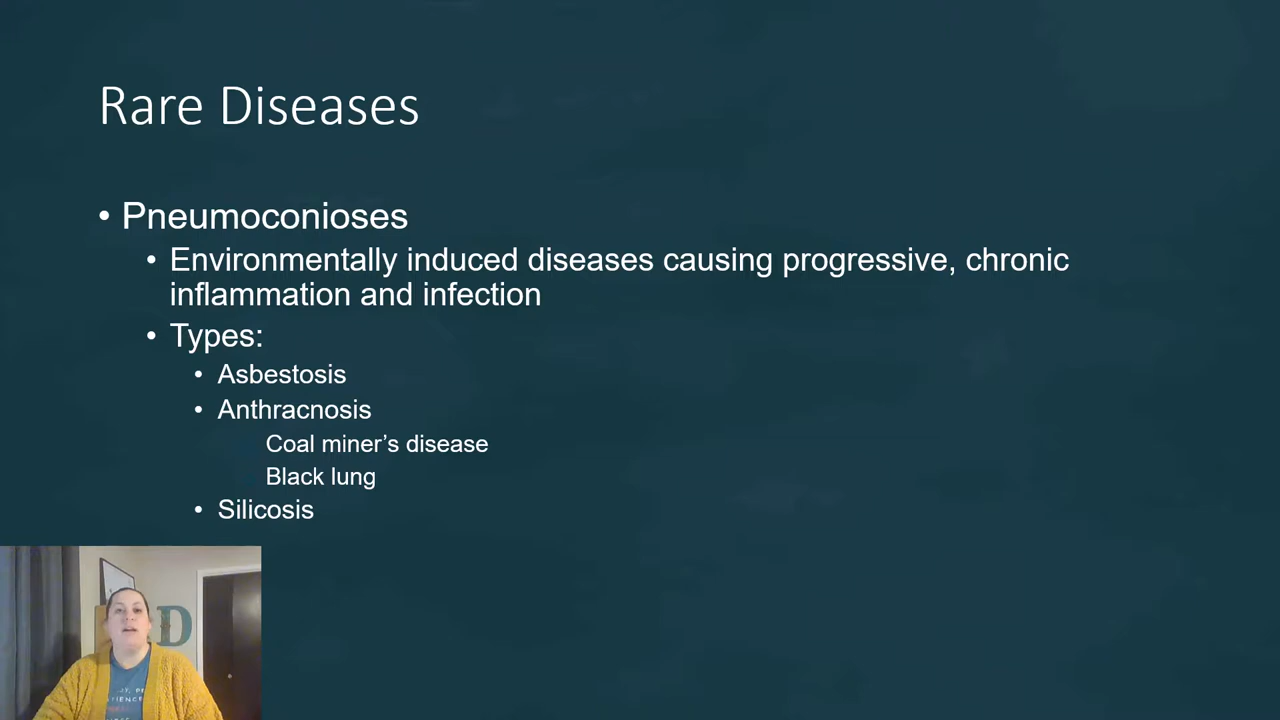 Rare Diseases
• Pneumoconioses
• Environmentally induced diseases causing progressive, chronic
inflammation and infection
• Types:
• Asbestosis
• Anthracnosis
Coal miner's disease
Black lung
• Silicosis
D